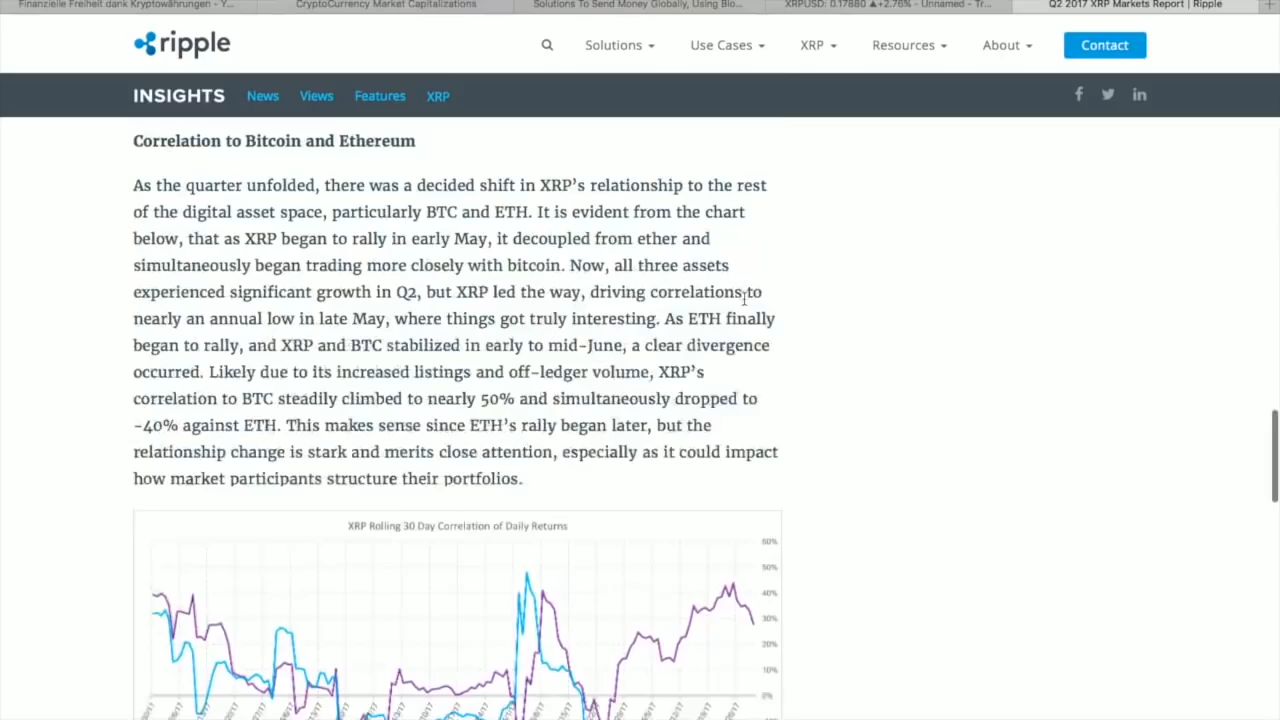 Finanzielle Freiheit dank Kryptowährungen - Y...
CryptoCurrency Market Capitalizations
Solutions To Send Money Globally, Using Blo...
XRPUSD: 0.17880 ▲+2.76% - Unnamed - Tr...
Q2 2017 XRP Markets Report | Ripple
ripple
Solutions
Use Cases
XRP
Resources
About
Contact
INSIGHTS
News
Views
Features
XRP
Correlation to Bitcoin and Ethereum
As the quarter unfolded, there was a decided shift in XRP’s relationship to the rest
of the digital asset space, particularly BTC and ETH. It is evident from the chart
below, that as XRP began to rally in early May, it decoupled from ether and
simultaneously began trading more closely with bitcoin. Now, all three assets
experienced significant growth in Q2, but XRP led the way, driving correlations to
nearly an annual low in late May, where things got truly interesting. As ETH finally
began to rally, and XRP and BTC stabilized in early to mid-June, a clear divergence
occurred. Likely due to its increased listings and off-ledger volume, XRP’s
correlation to BTC steadily climbed to nearly 50% and simultaneously dropped to
-40% against ETH. This makes sense since ETH’s rally began later, but the
relationship change is stark and merits close attention, especially as it could impact
how market participants structure their portfolios.
XRP Rolling 30 Day Correlation of Daily Returns
60%
50%
40%
30%
20%
10%
0%